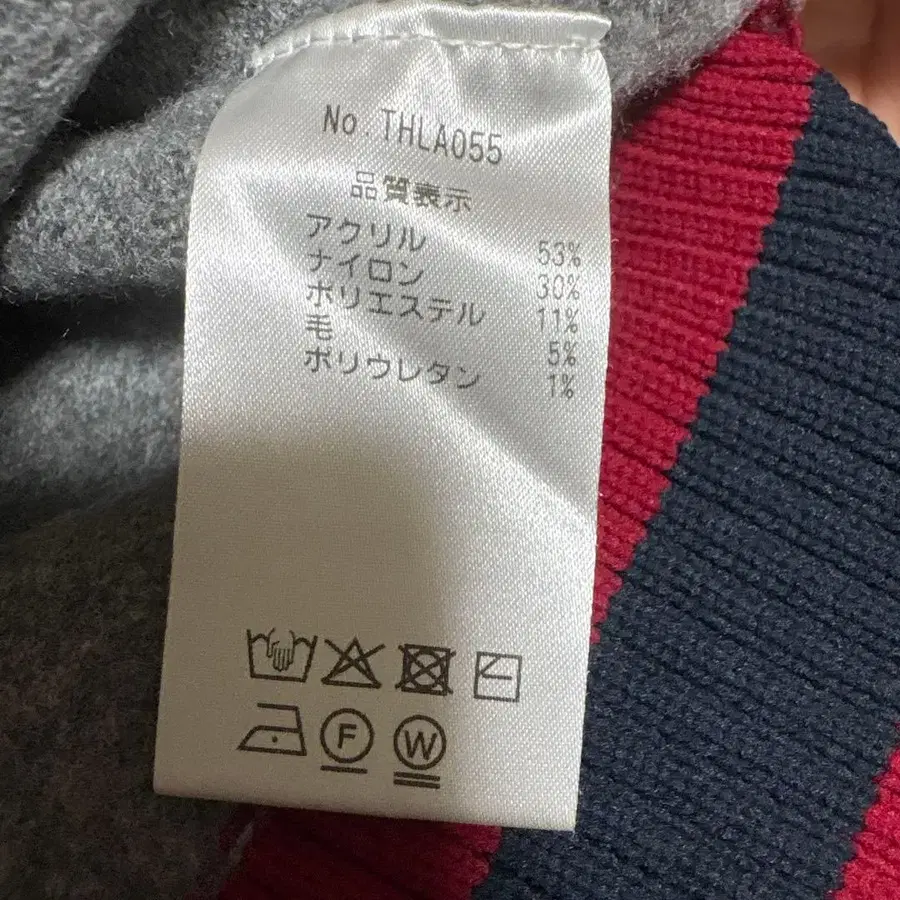 No.THLA055
品質表示
アクリル 53%
ナイロン 30%
ポリエステル 11%
毛 5%
ポリウレタン 1%
F W